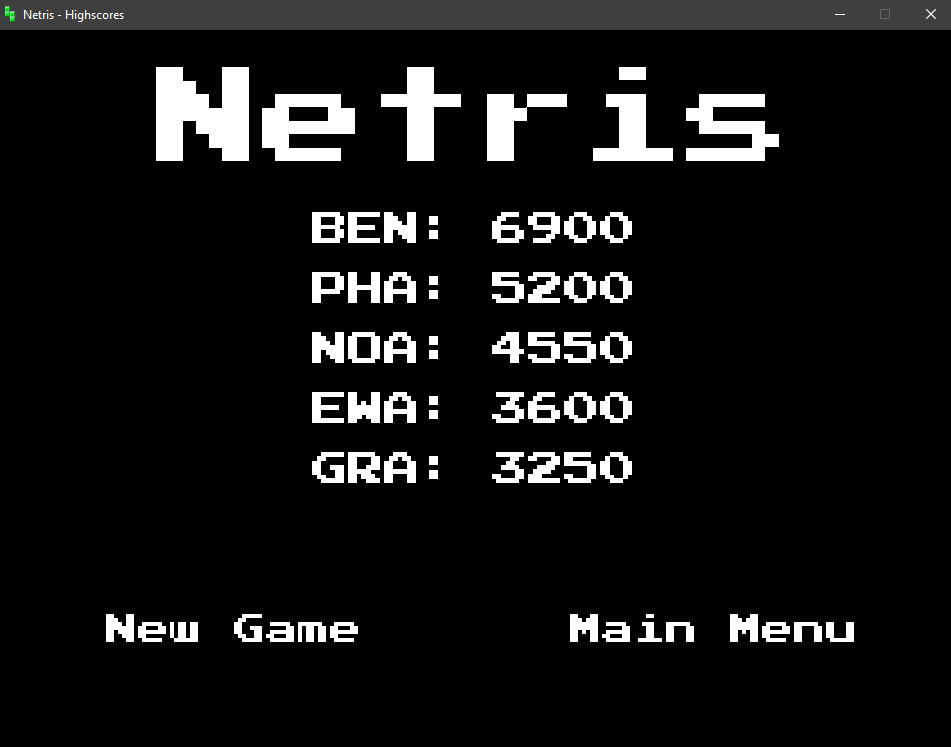 Netris - Highscores
Netris
BEN: 6900
PHA: 5200
NOA: 4550
EWA: 3600
GRA: 3250
New Game Main Menu